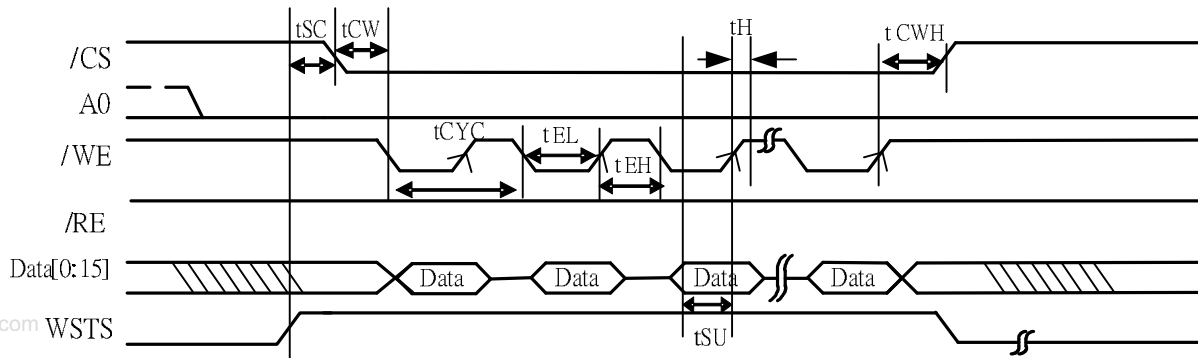 tSC tCW tH t CWH
/CS
A0
tCYC t EL
/WE
t EH
/RE
Data[0:15] Data Data Data Data
com WSTS
tSU